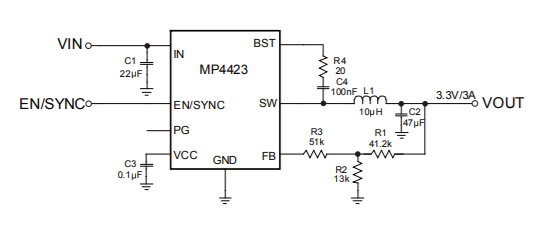 VIN
C1
22µF
IN
MP4423
BST
R4
20
C4
100nF
L1
10µH
3.3V/3A
VOUT
EN/SYNC
EN/SYNC
SW
C2
47µF
PG
VCC
GND
FB
C3
0.1µF
R3
51k
R1
41.2k
R2
13k